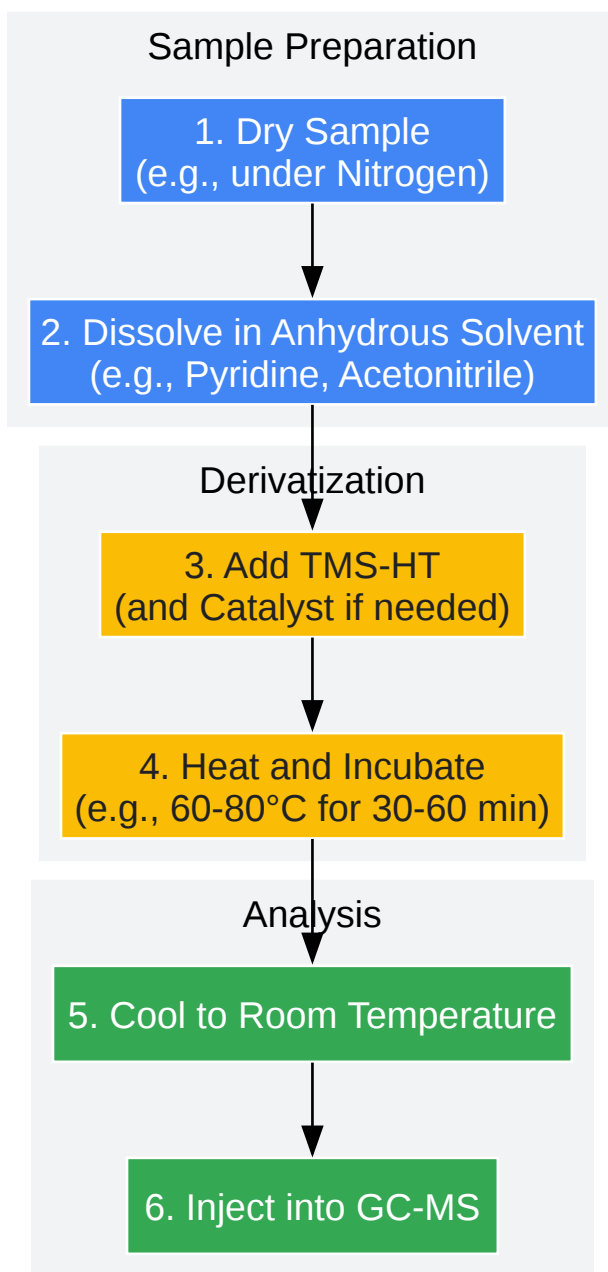 Sample Preparation
1. Dry Sample
(e.g., under Nitrogen)
2. Dissolve in Anhydrous Solvent
(e.g., Pyridine, Acetonitrile)
Derivatization
3. Add TMS-HT
(and Catalyst if needed)
4. Heat and Incubate
(e.g., 60-80°C for 30-60 min)
Analysis
5. Cool to Room Temperature
6. Inject into GC-MS